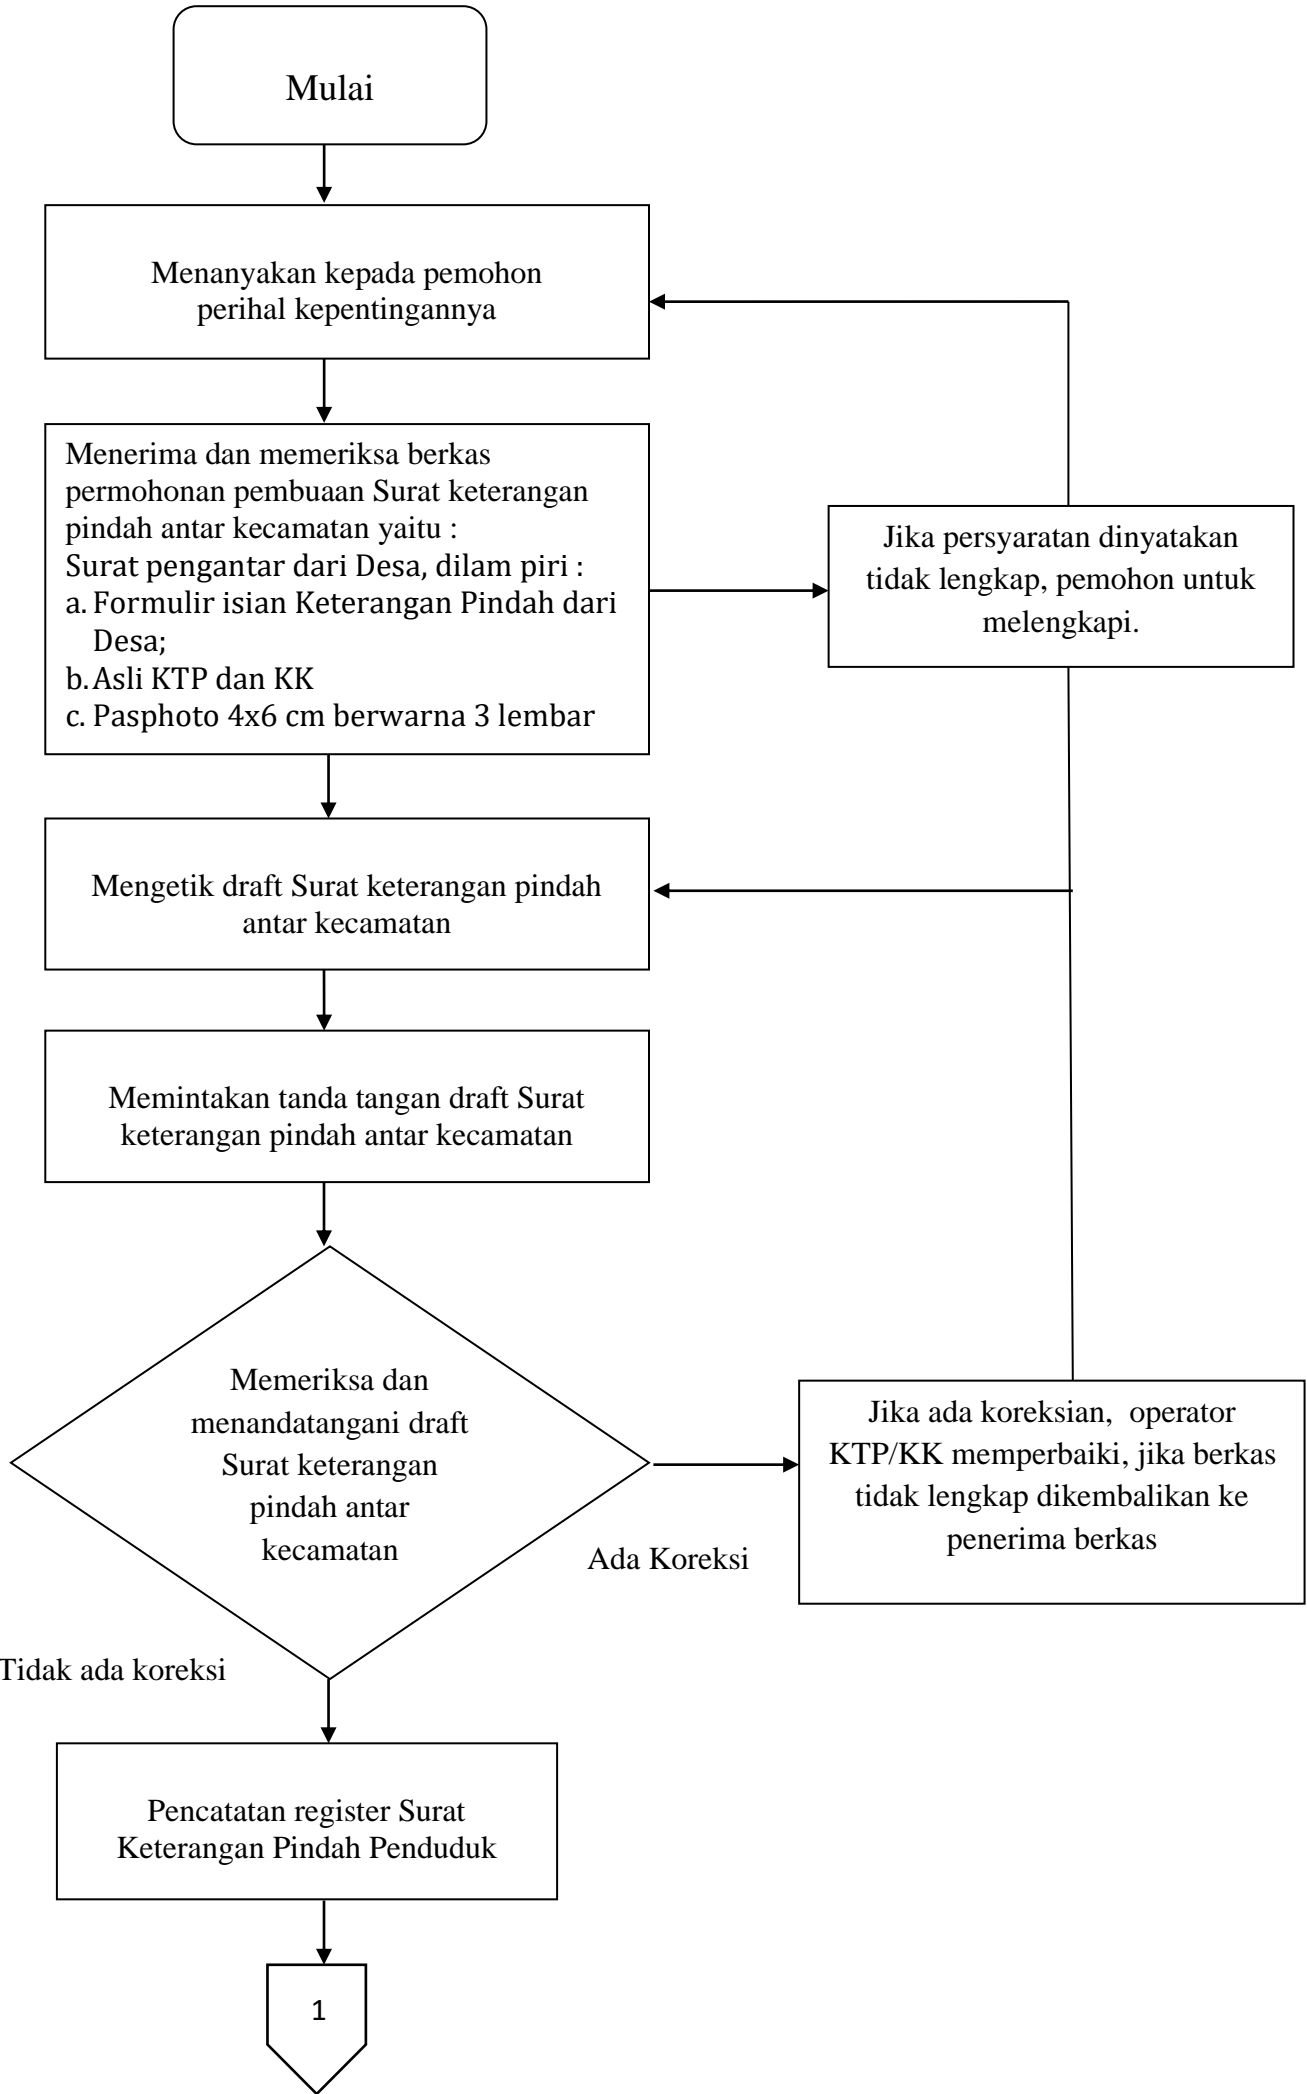 Mulai
Menanyakan kepada pemohon
perihal kepentingannya
Menerima dan memeriksa berkas
permohonan pembuaan Surat keterangan
pindah antar kecamatan yaitu :
Surat pengantar dari Desa, dilam piri :
a. Formulir isian Keterangan Pindah dari
Desa;
b. Asli KTP dan KK
c. Pasphoto 4x6 cm berwarna 3 lembar
Jika persyaratan dinyatakan
tidak lengkap, pemohon untuk
melengkapi.
Mengetik draft Surat keterangan pindah
antar kecamatan
Memintakan tanda tangan draft Surat
keterangan pindah antar kecamatan
Memeriksa dan
menandatangani draft
Surat keterangan
pindah antar
kecamatan
Jika ada koreksian, operator
KTP/KK memperbaiki, jika berkas
tidak lengkap dikembalikan ke
penerima berkas
Ada Koreksi
Tidak ada koreksi
Pencatatan register Surat
Keterangan Pindah Penduduk
1